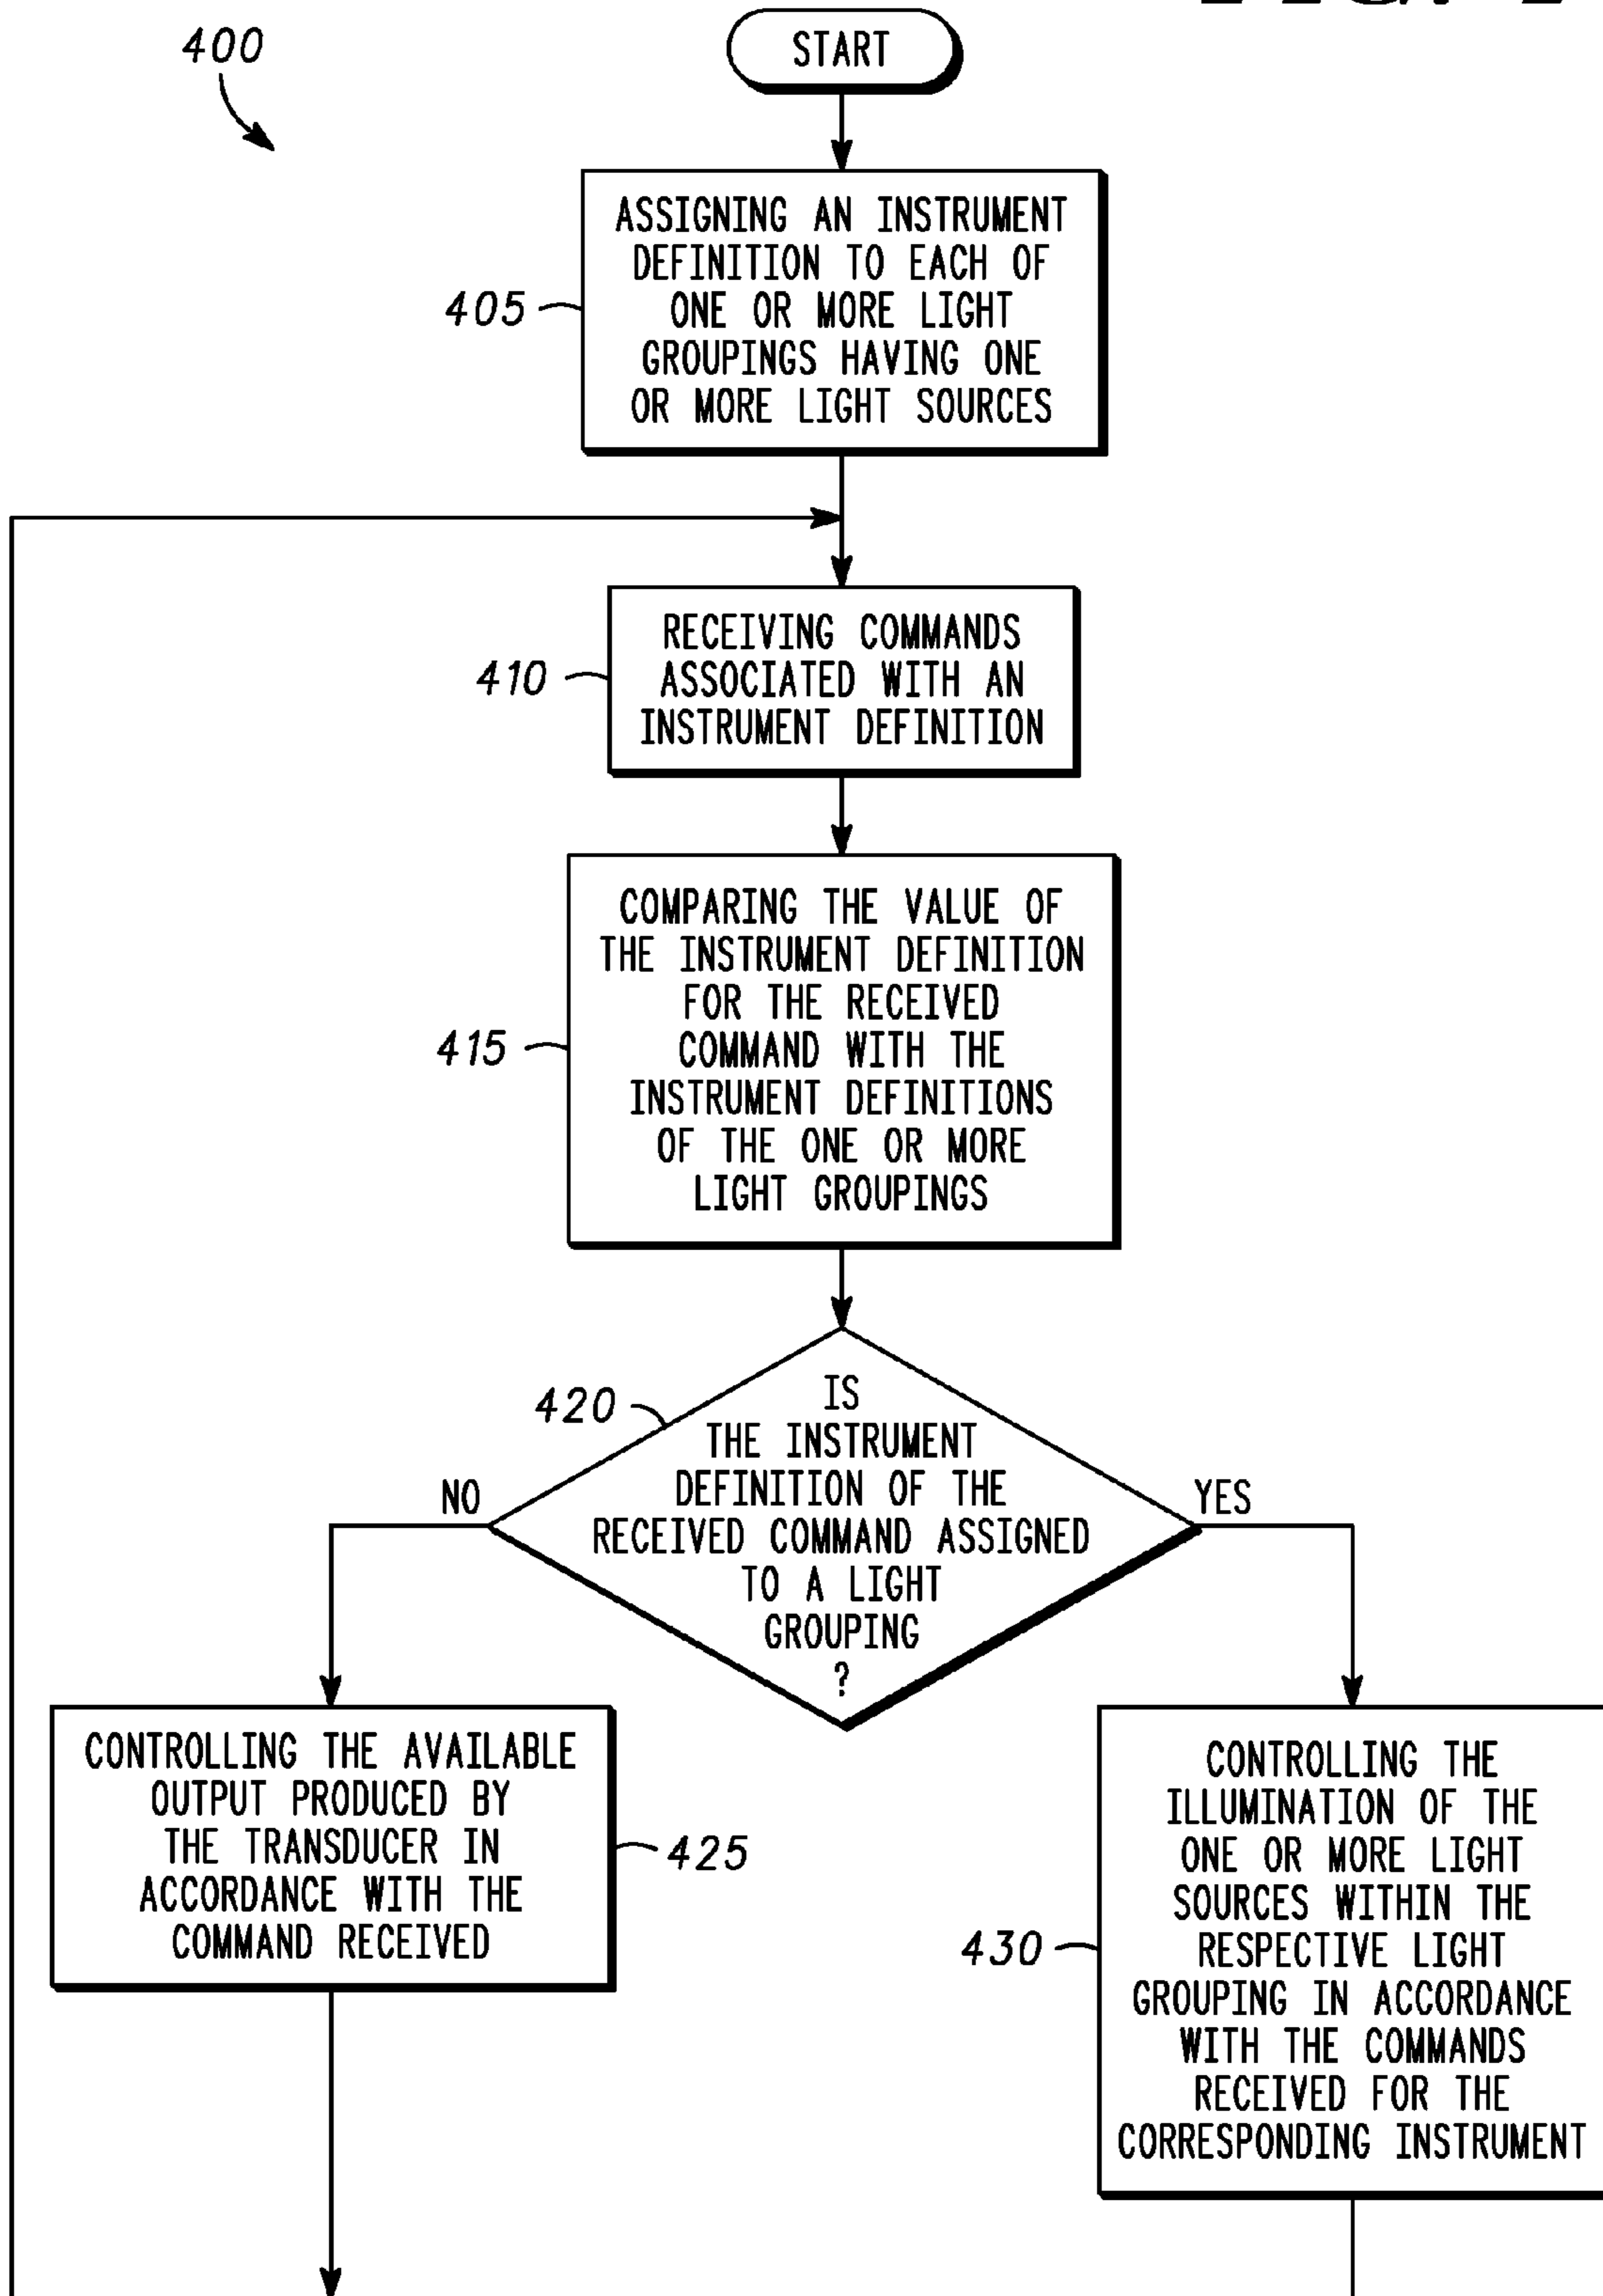 400
START
ASSIGNING AN INSTRUMENT
DEFINITION TO EACH OF
ONE OR MORE LIGHT
GROUPINGS HAVING ONE
OR MORE LIGHT SOURCES
405
RECEIVING COMMANDS
ASSOCIATED WITH AN
INSTRUMENT DEFINITION
410
COMPARING THE VALUE OF
THE INSTRUMENT DEFINITION
FOR THE RECEIVED
COMMAND WITH THE
INSTRUMENT DEFINITIONS
OF THE ONE OR MORE
LIGHT GROUPINGS
415
IS
THE INSTRUMENT
DEFINITION OF THE
RECEIVED COMMAND ASSIGNED
TO A LIGHT
GROUPING
?
420
NO
YES
CONTROLLING THE AVAILABLE
OUTPUT PRODUCED BY
THE TRANSDUCER IN
ACCORDANCE WITH THE
COMMAND RECEIVED
425
CONTROLLING THE
ILLUMINATION OF THE
ONE OR MORE LIGHT
SOURCES WITHIN THE
RESPECTIVE LIGHT
GROUPING IN ACCORDANCE
WITH THE COMMANDS
RECEIVED FOR THE
CORRESPONDING INSTRUMENT
430